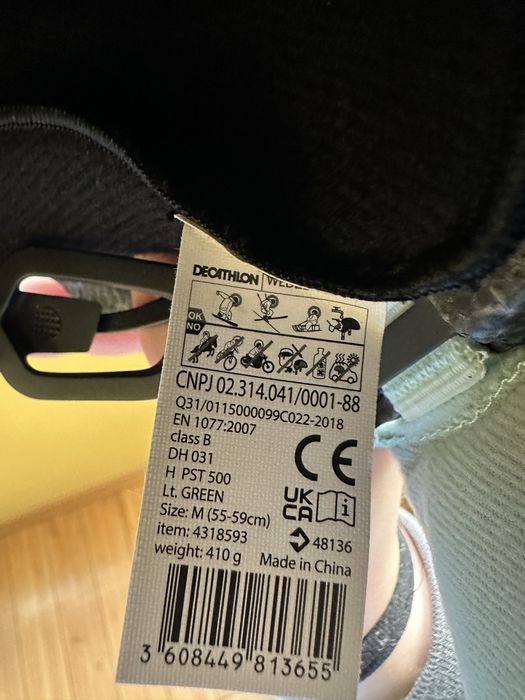 DECATHLON
OK
NO
CNPJ 02.314.041/0001-88
Q31/0115000099C022-2018
EN 1077:2007
class B
DH 031
H PST 500
Lt. GREEN
Size: M (55-59cm)
item: 4318593
weight: 410 g
CE
UK
CA
i
48136
Made in China
3 608449 813655